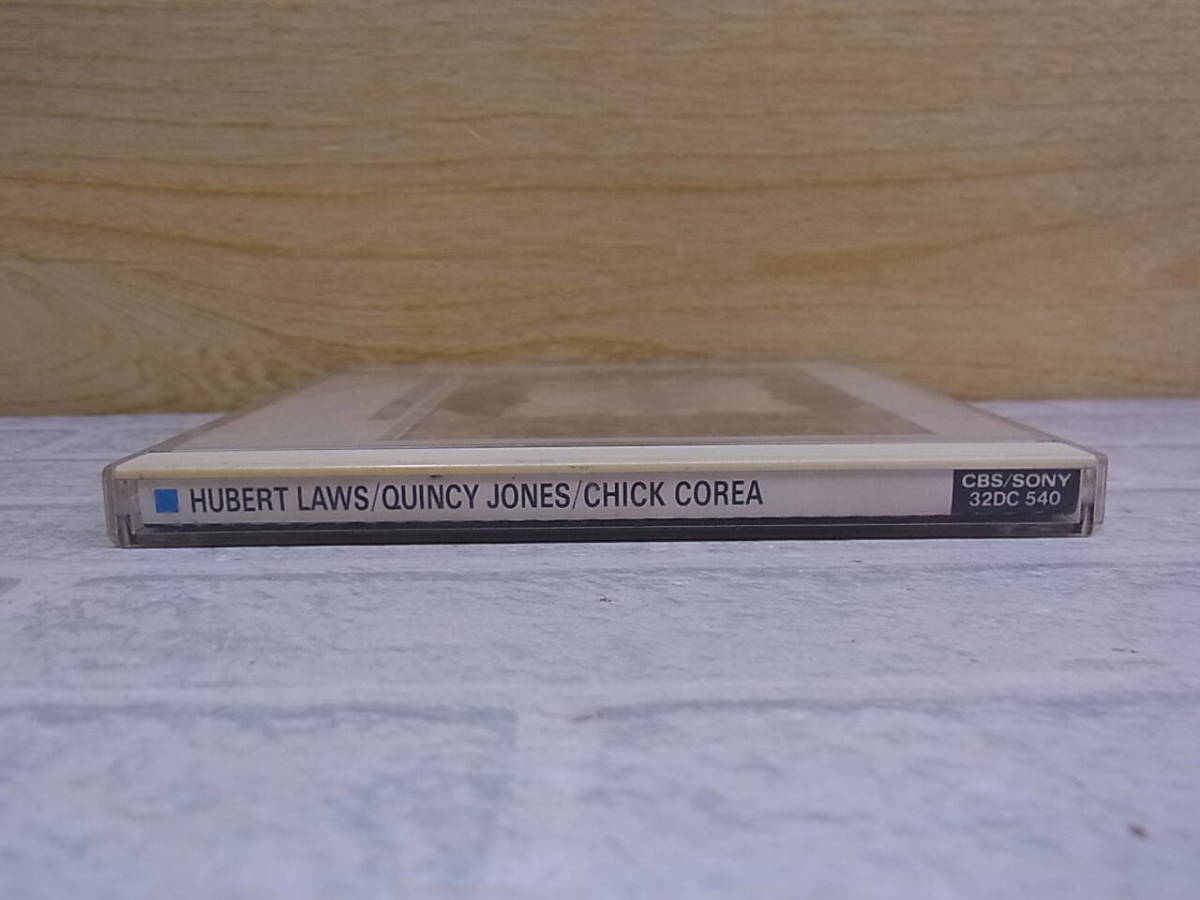 HUBERT LAWS/QUINCY JONES/CHICK COREA
CBS/SONY
32DC 540